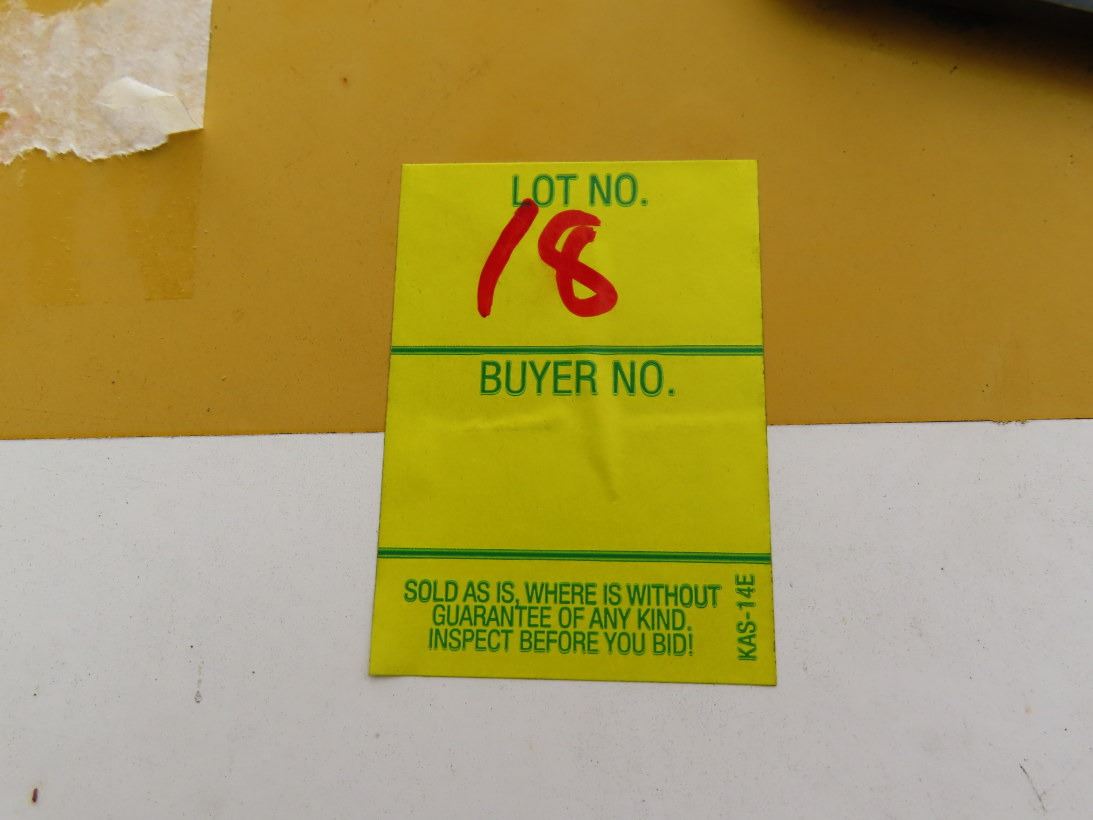 LOT NO.
18
BUYER NO.
SOLD AS IS, WHERE IS WITHOUT
GUARANTEE OF ANY KIND.
INSPECT BEFORE YOU BID!
KAS-14E